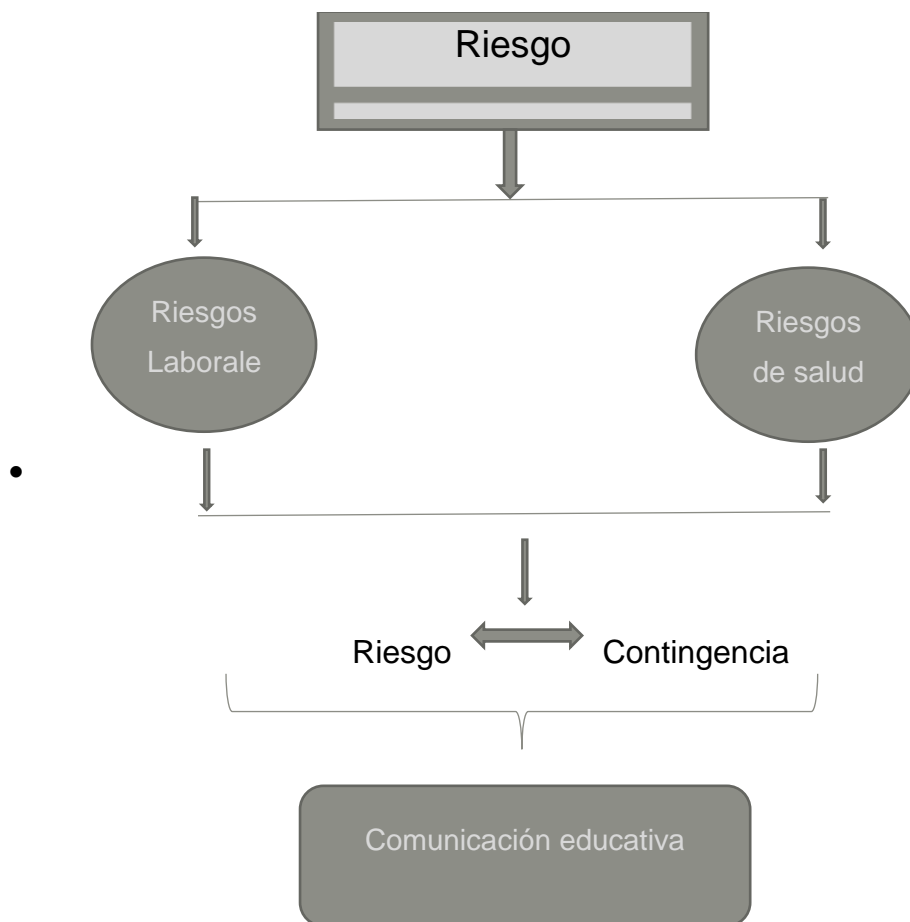 Riesgo
Riesgos
Laborale
Riesgos
de salud
Riesgo
Contingencia
Comunicación educativa